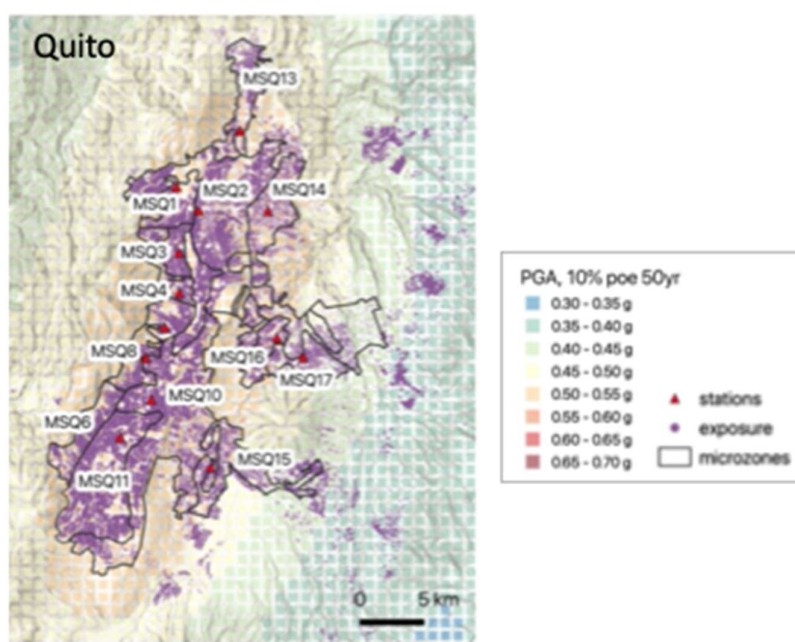 Quito
MSQ13
MSQ2
MSQ14
MSQ1
MSQ3
MSQ4
MSQ8
MSQ16
MSQ17
MSQ10
MSQ6
MSQ15
MSQ11
0 5 km
PGA, 10% poe 50yr
0.30 - 0.35 g
0.35 - 0.40 g
0.40 - 0.45 g
0.45 - 0.50 g
0.50 - 0.55 g
0.55 - 0.60 g
0.60 - 0.65 g
0.65 - 0.70 g
stations
exposure
microzones